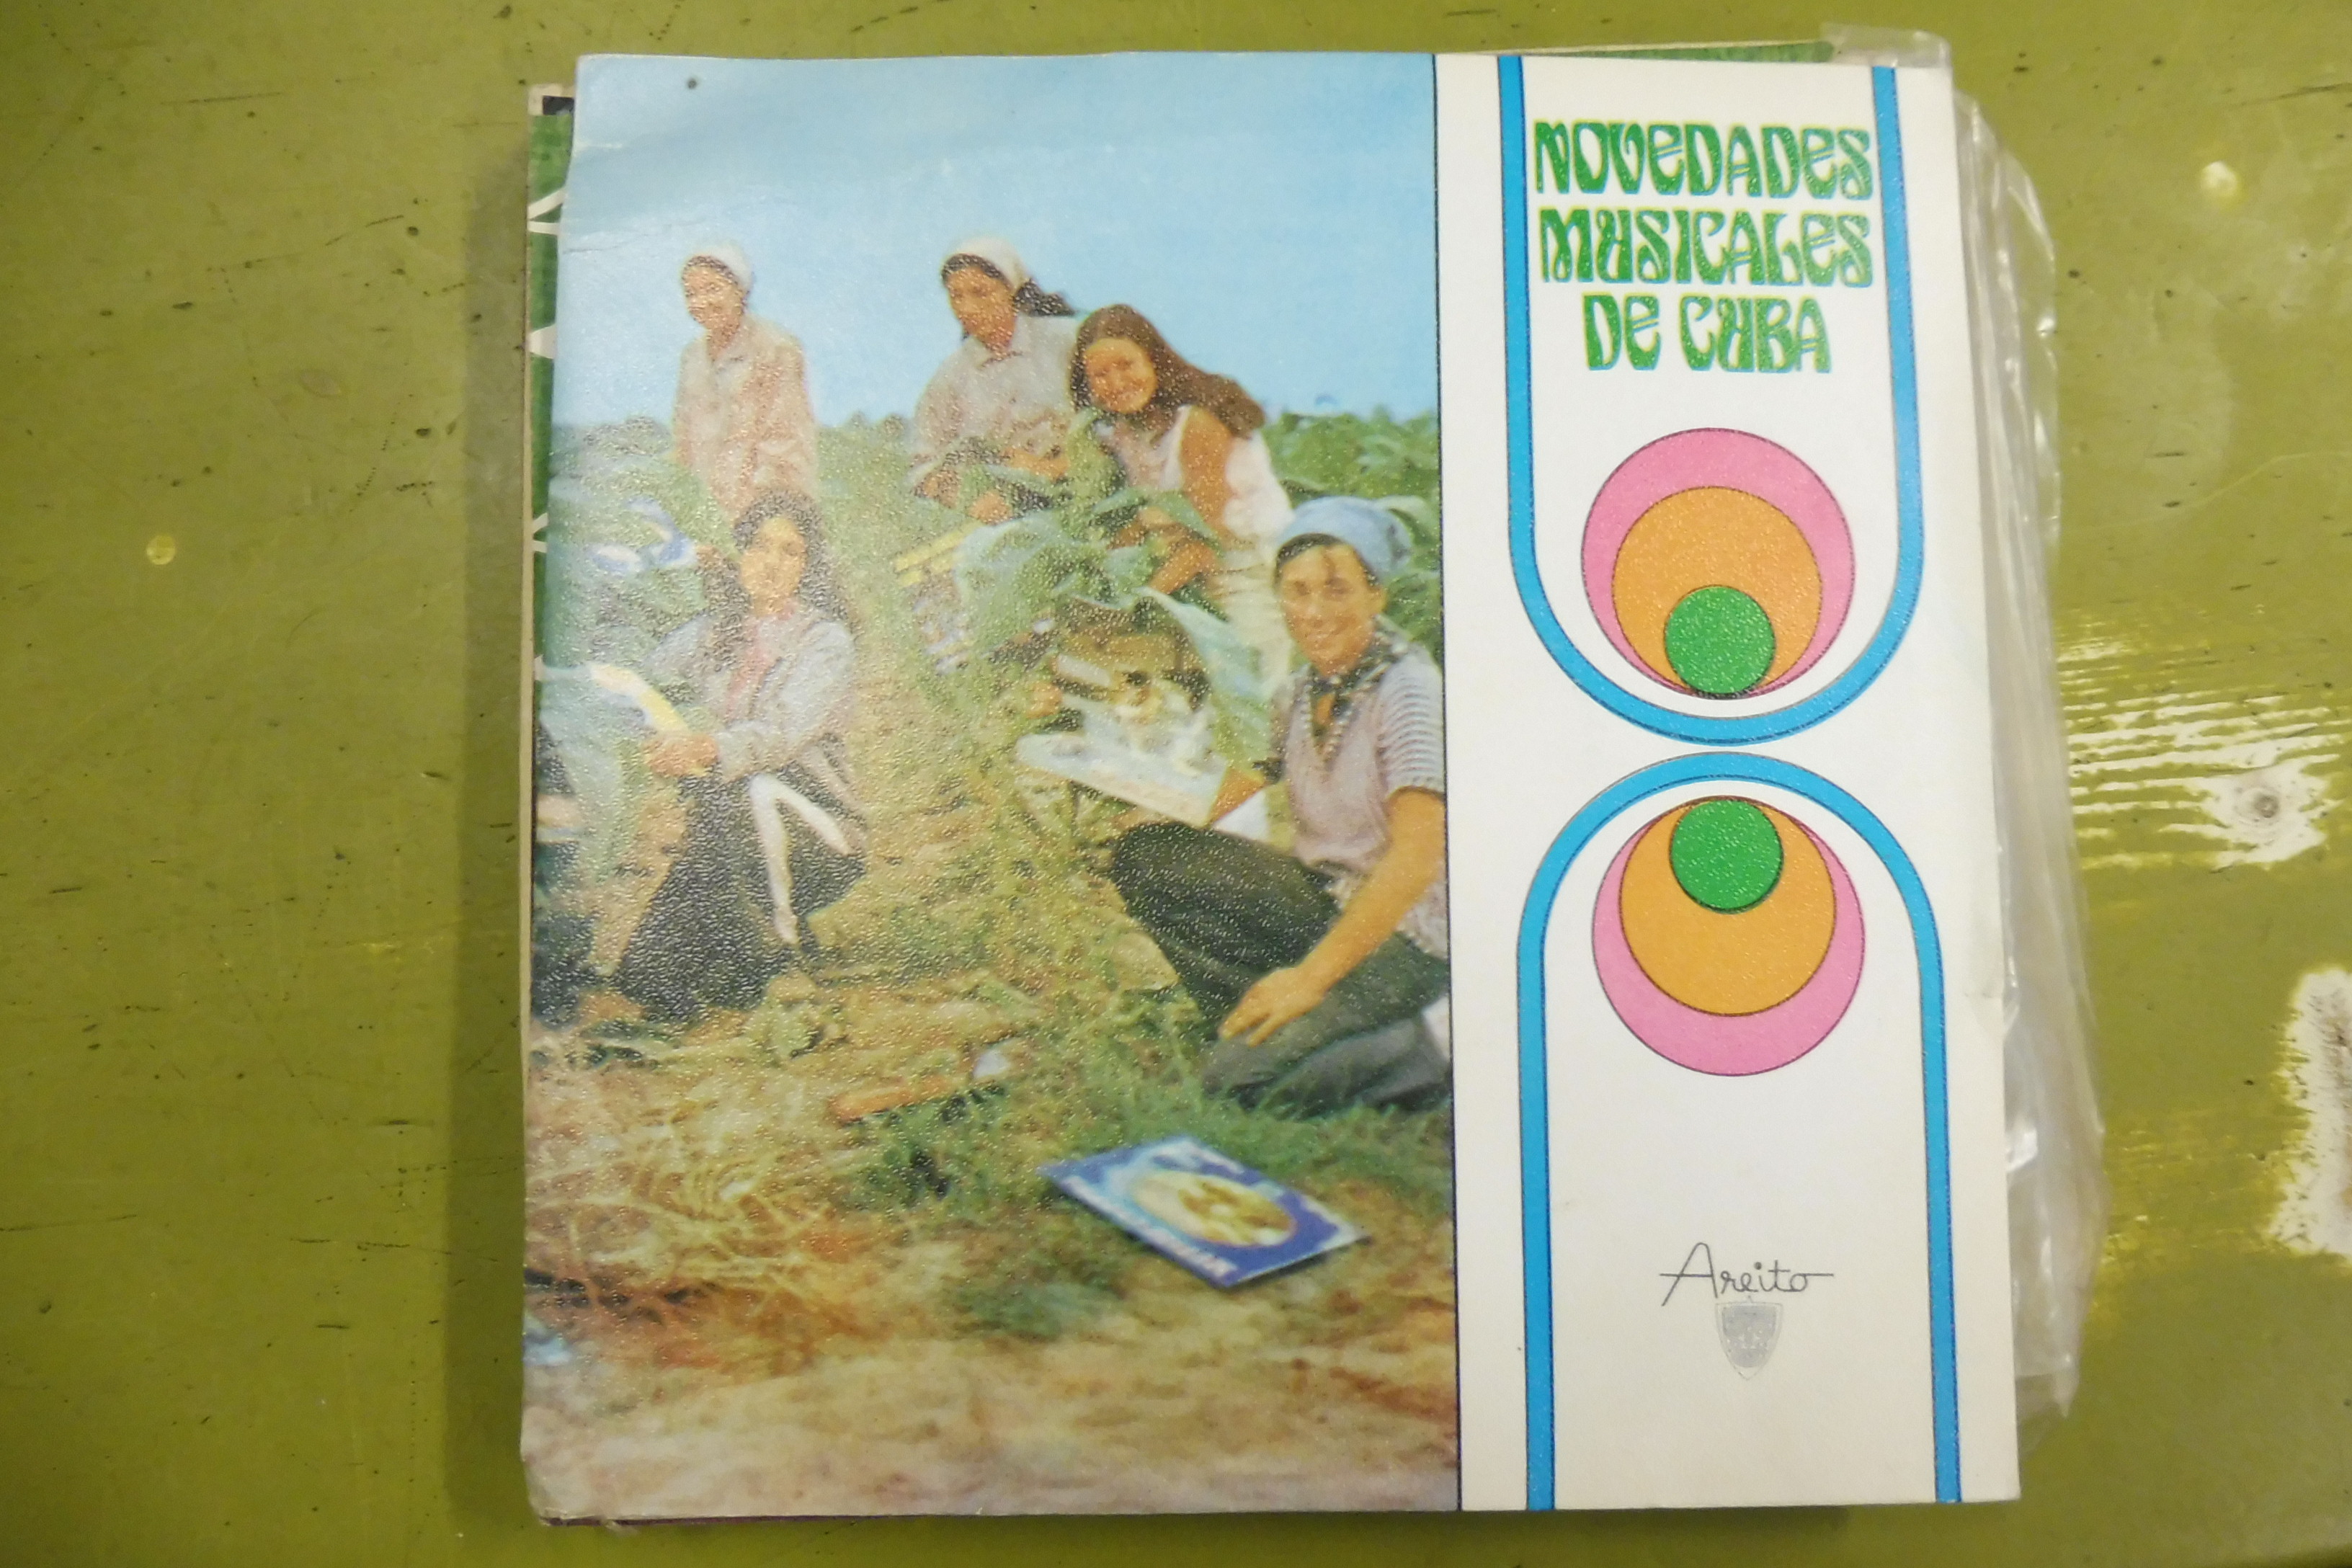 NOVEDADES
MUSICALES
DE CUBA
Areito